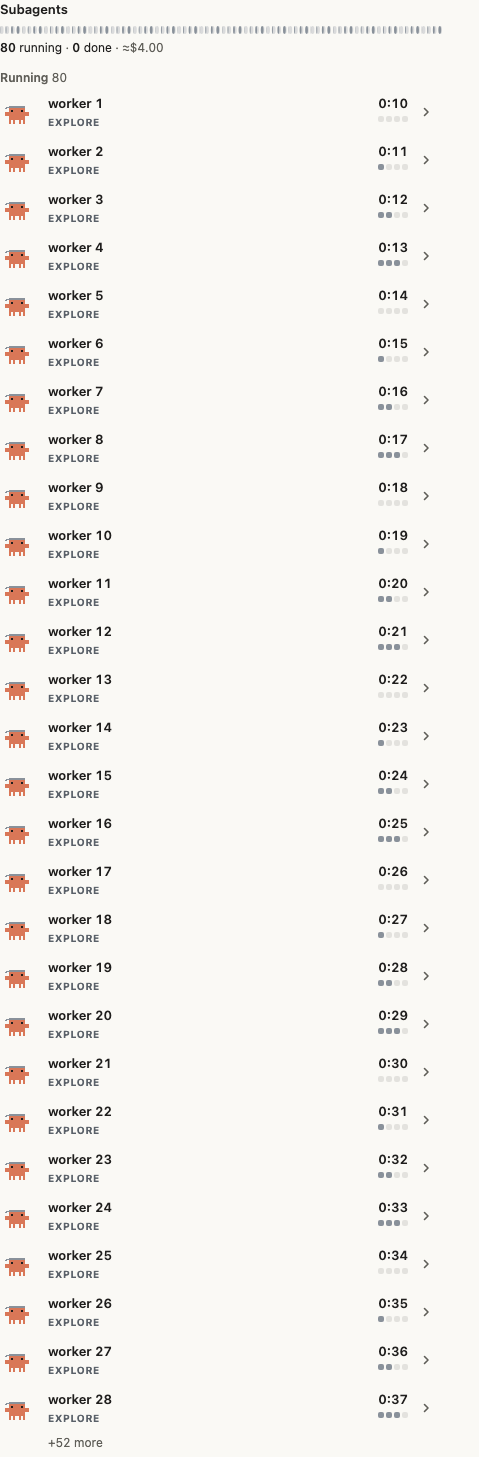 Subagents
80 running · 0 done · ≈$4.00
Running 80
worker 1 0:10
EXPLORE
worker 2 0:11
EXPLORE
worker 3 0:12
EXPLORE
worker 4 0:13
EXPLORE
worker 5 0:14
EXPLORE
worker 6 0:15
EXPLORE
worker 7 0:16
EXPLORE
worker 8 0:17
EXPLORE
worker 9 0:18
EXPLORE
worker 10 0:19
EXPLORE
worker 11 0:20
EXPLORE
worker 12 0:21
EXPLORE
worker 13 0:22
EXPLORE
worker 14 0:23
EXPLORE
worker 15 0:24
EXPLORE
worker 16 0:25
EXPLORE
worker 17 0:26
EXPLORE
worker 18 0:27
EXPLORE
worker 19 0:28
EXPLORE
worker 20 0:29
EXPLORE
worker 21 0:30
EXPLORE
worker 22 0:31
EXPLORE
worker 23 0:32
EXPLORE
worker 24 0:33
EXPLORE
worker 25 0:34
EXPLORE
worker 26 0:35
EXPLORE
worker 27 0:36
EXPLORE
worker 28 0:37
EXPLORE
+52 more